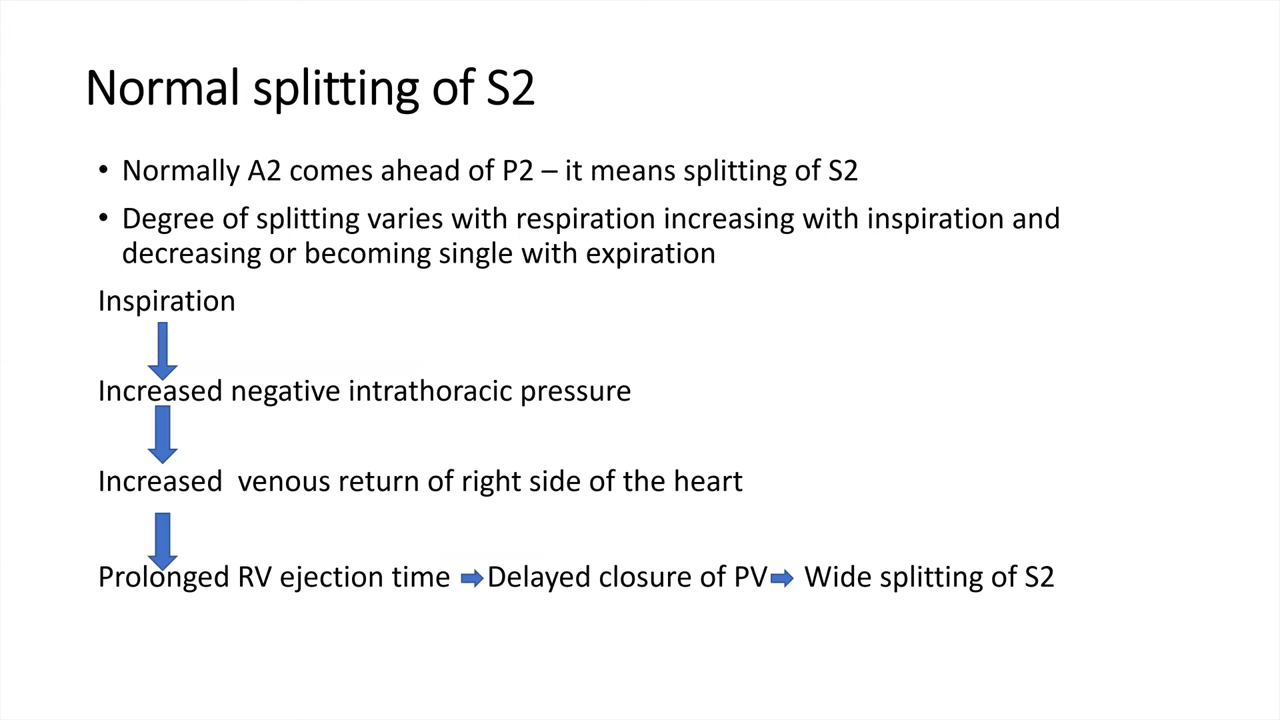 Normal splitting of S2
• Normally A2 comes ahead of P2 – it means splitting of S2
• Degree of splitting varies with respiration increasing with inspiration and
decreasing or becoming single with expiration
Inspiration
Increased negative intrathoracic pressure
Increased  venous return of right side of the heart
Prolonged RV ejection time Delayed closure of PV Wide splitting of S2